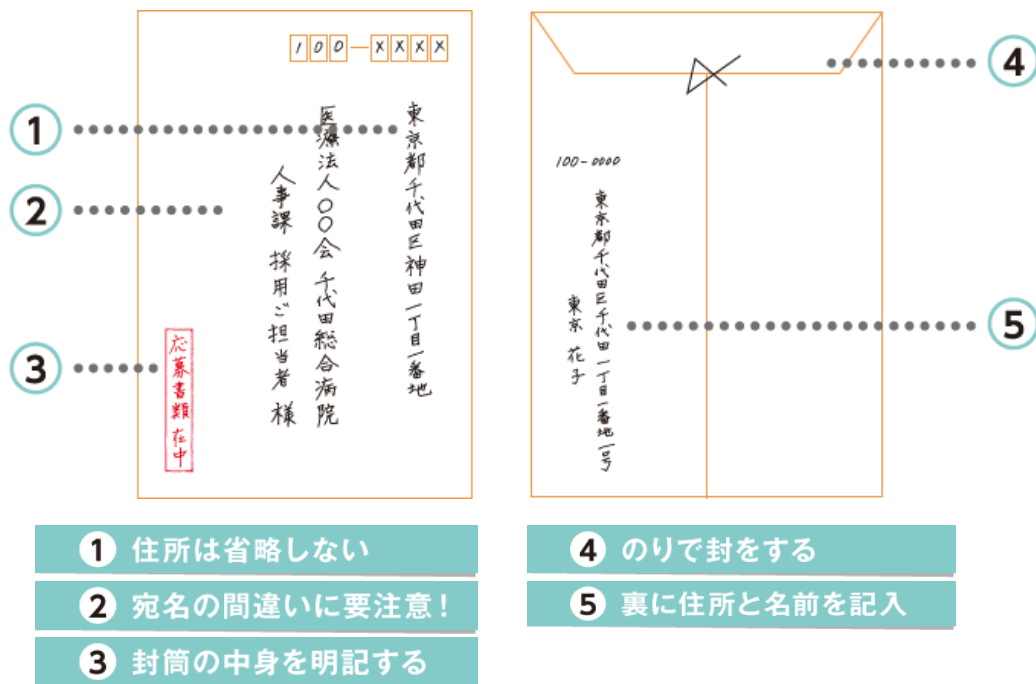 100-XXXX
東京都千代田区神田一丁目一番地
医療法人〇〇会 千代田総合病院
人事課 採用ご担当者 様
応募書類在中
1
2
3
100-0000
東京都千代田区千代田一丁目一番地一号
東京 花子
4
5
1 住所は省略しない
2 宛名の間違いに要注意！
3 封筒の中身を明記する
4 のりで封をする
5 裏に住所と名前を記入